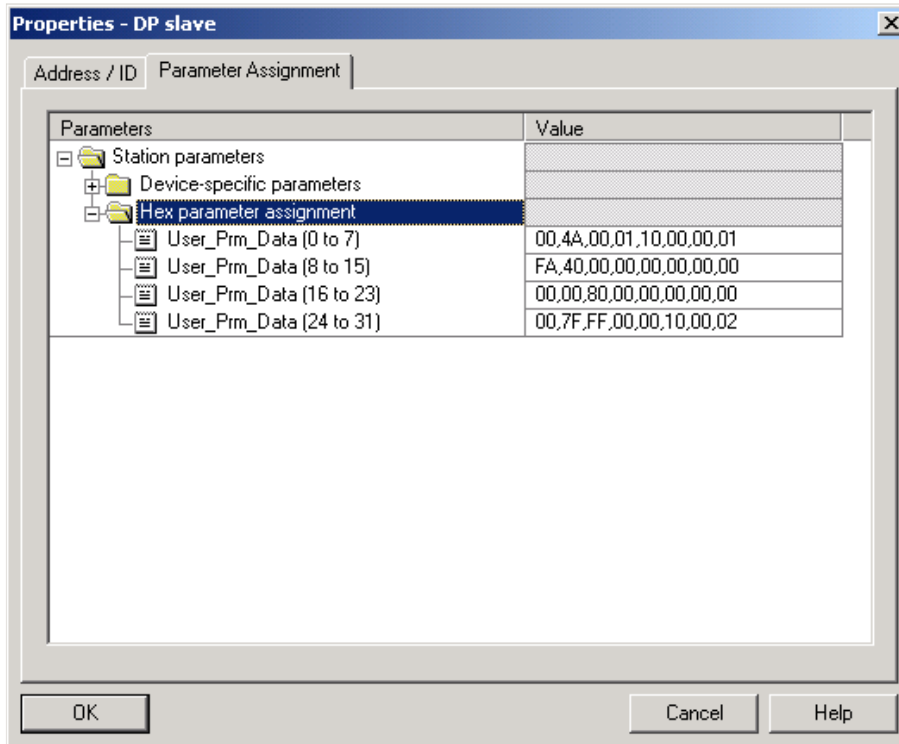 Properties - DP slave
Address / ID Parameter Assignment
Parameters Value
Station parameters
Device-specific parameters
Hex parameter assignment
User_Prm_Data (0 to 7) 00,4A,00,01,10,00,00,01
User_Prm_Data (8 to 15) FA,40,00,00,00,00,00,00
User_Prm_Data (16 to 23) 00,00,80,00,00,00,00,00
User_Prm_Data (24 to 31) 00,7F,FF,00,00,10,00,02
OK Cancel Help